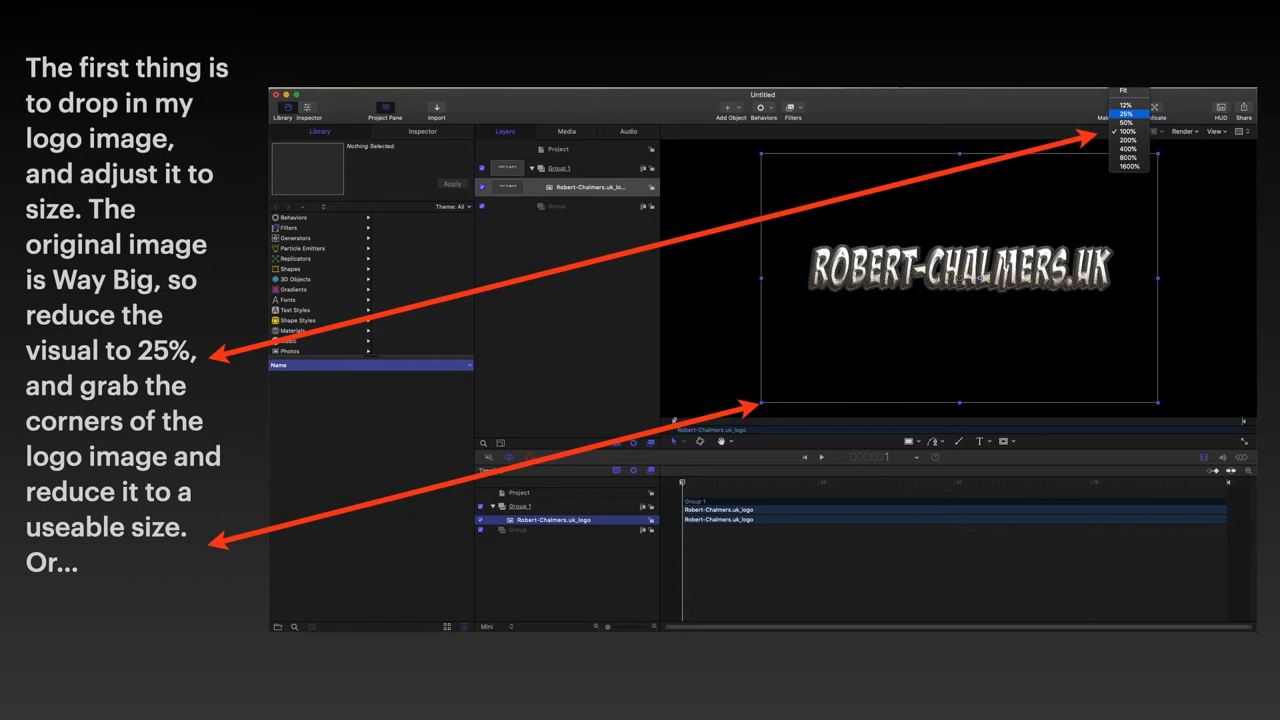 The first thing is
to drop in my
logo image,
and adjust it to
size. The
original image
is Way Big, so
reduce the
visual to 25%,
and grab the
corners of the
logo image and
reduce it to a
useable size.
Or...
Untitled
Library Inspector Project Pane Import Add Object Behaviors Filters HUD Share
Fit
12%
25%
50%
✓ 100%
200%
400%
800%
1600%
Render View
Library Inspector
Nothing Selected.
Apply
Theme: All
Behaviors
Filters
Generators
Particle Emitters
Replicators
Shapes
3D Objects
Gradients
Fonts
Text Styles
Shape Styles
Materials
Photos
Name
Layers Media Audio
Project
Group 1
Robert-Chalmers.uk_lo...
Group
ROBERT-CHALMERS.UK
Robert-Chalmers.uk_logo
T
1
Project
Group 1
Robert-Chalmers.uk_logo
Group
Mini
Group 1
Robert-Chalmers.uk_logo
Robert-Chalmers.uk_logo